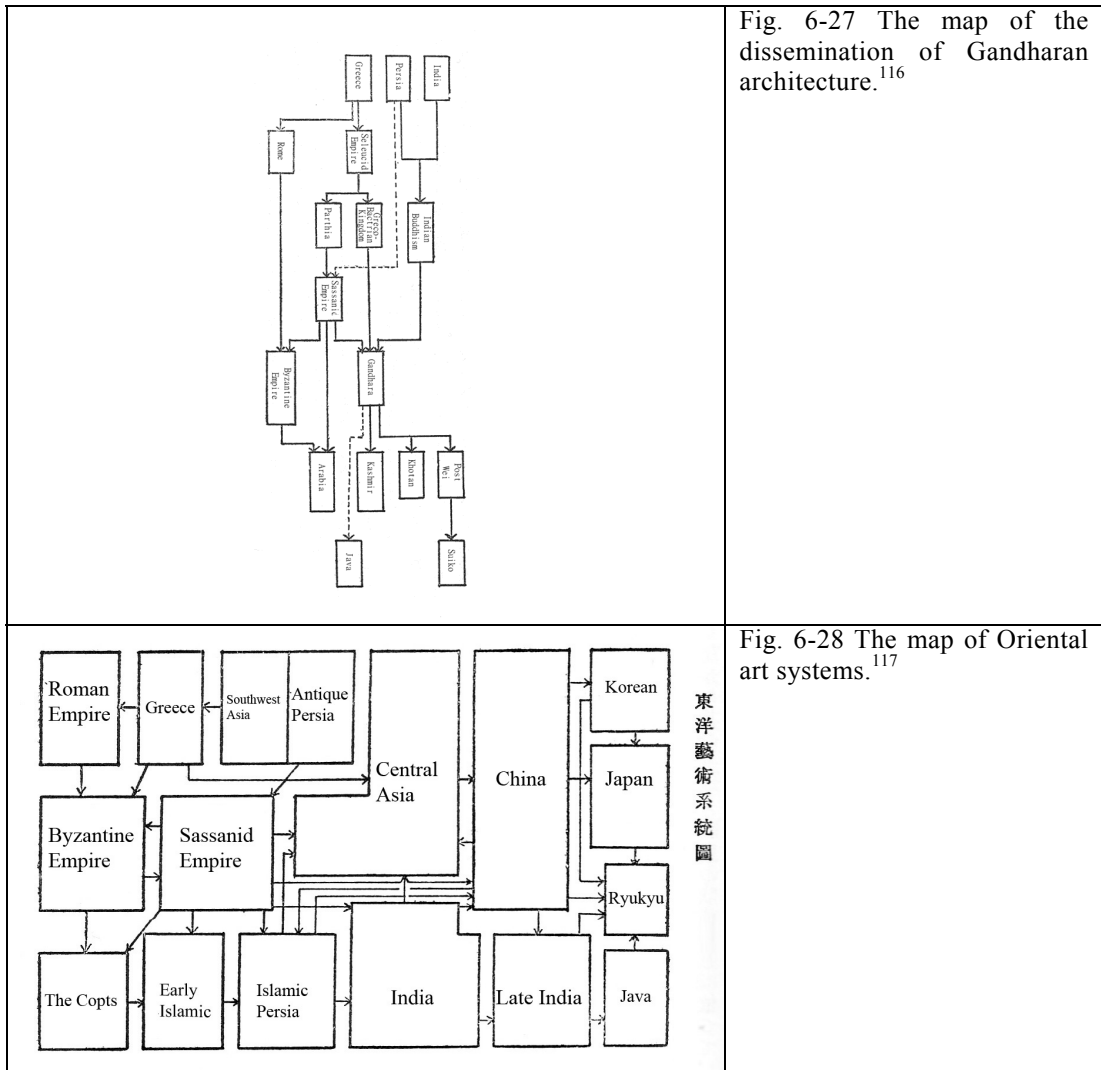 Fig. 6-27 The map of the
dissemination of Gandharan
architecture.116
Greece
Persia
India
Rome
Seleucid
Empire
Parthia
Greco-
Bactrian
Kingdom
Indian
Buddhism
Sassanid
Empire
Byzantine
Empire
Gandhara
Arabia
Kashmir
Khotan
Post
Wei
Java
Suiko
Fig. 6-28 The map of Oriental
art systems.117
東洋藝術系統圖
Roman
Empire
Greece
Southwest
Asia
Antique
Persia
Central
Asia
China
Korean
Japan
Byzantine
Empire
Sassanid
Empire
Ryukyu
The Copts
Early
Islamic
Islamic
Persia
India
Late India
Java